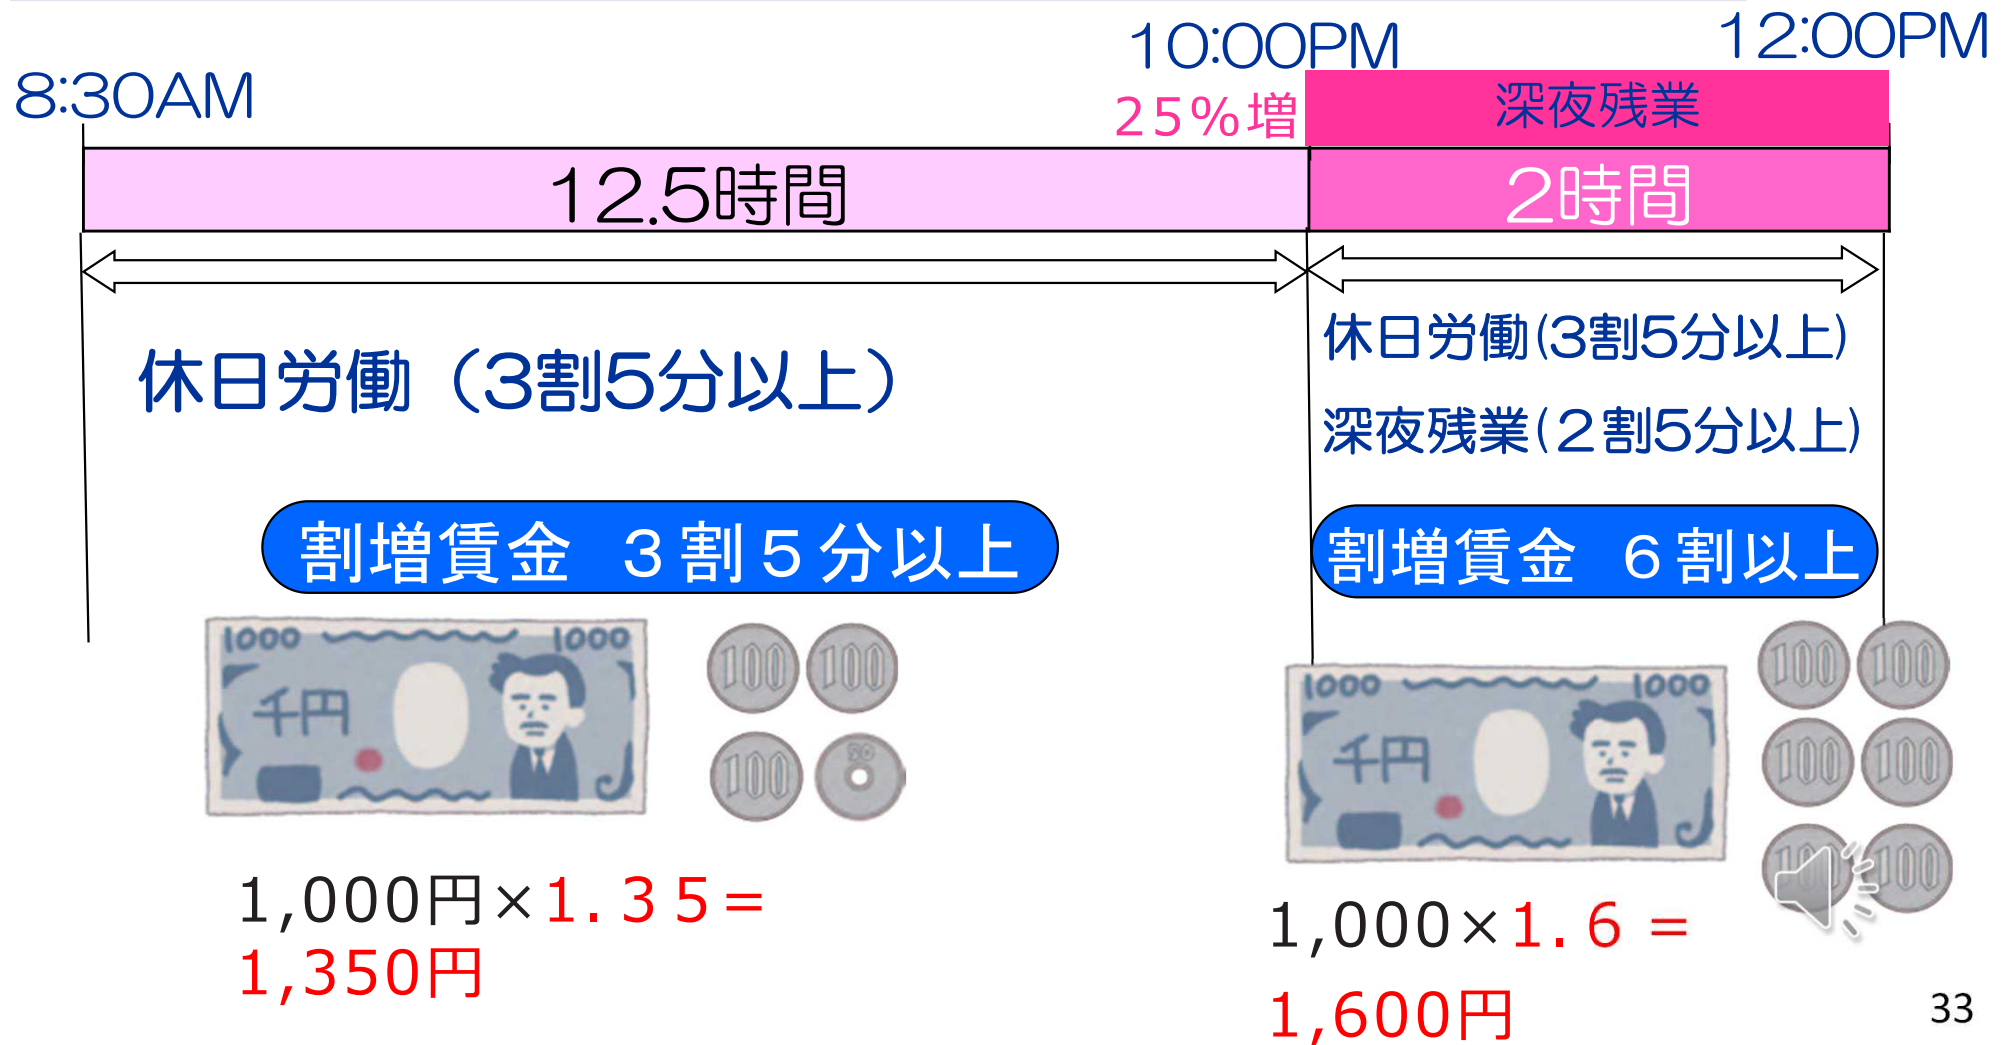 8:30AM
10:00PM
12:00PM
25%増
深夜残業
12.5時間
2時間
休日労働（3割5分以上）
休日労働(3割5分以上)
深夜残業(２割5分以上)
割増賃金　３割５分以上
割増賃金　６割以上
1000 1000
千円
100 100
100 50
1000 1000
千円
100 100
100 100
100 100
1,000円×1.３５=
1,350円
1,000×1.６=
1,600円
33